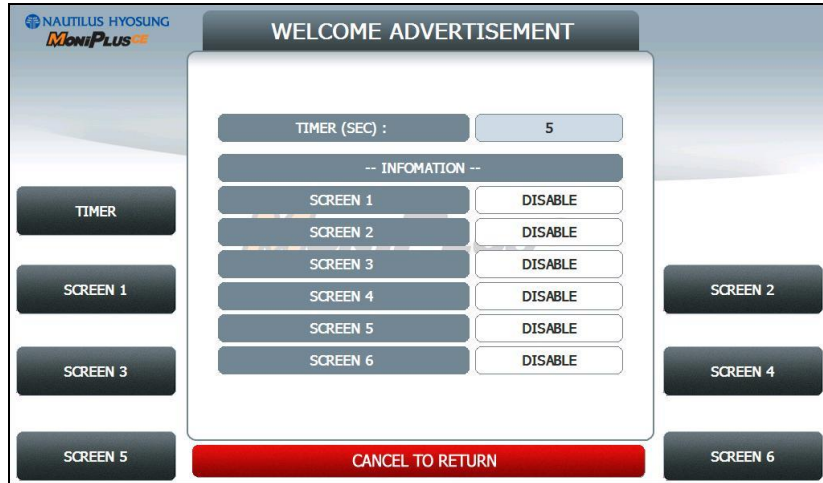 NAUTILUS HYOSUNG
MoniPlusCE
WELCOME ADVERTISEMENT
TIMER (SEC) : 5
-- INFOMATION --
SCREEN 1 DISABLE
SCREEN 2 DISABLE
SCREEN 3 DISABLE
SCREEN 4 DISABLE
SCREEN 5 DISABLE
SCREEN 6 DISABLE
TIMER
SCREEN 1
SCREEN 2
SCREEN 3
SCREEN 4
SCREEN 5
CANCEL TO RETURN
SCREEN 6